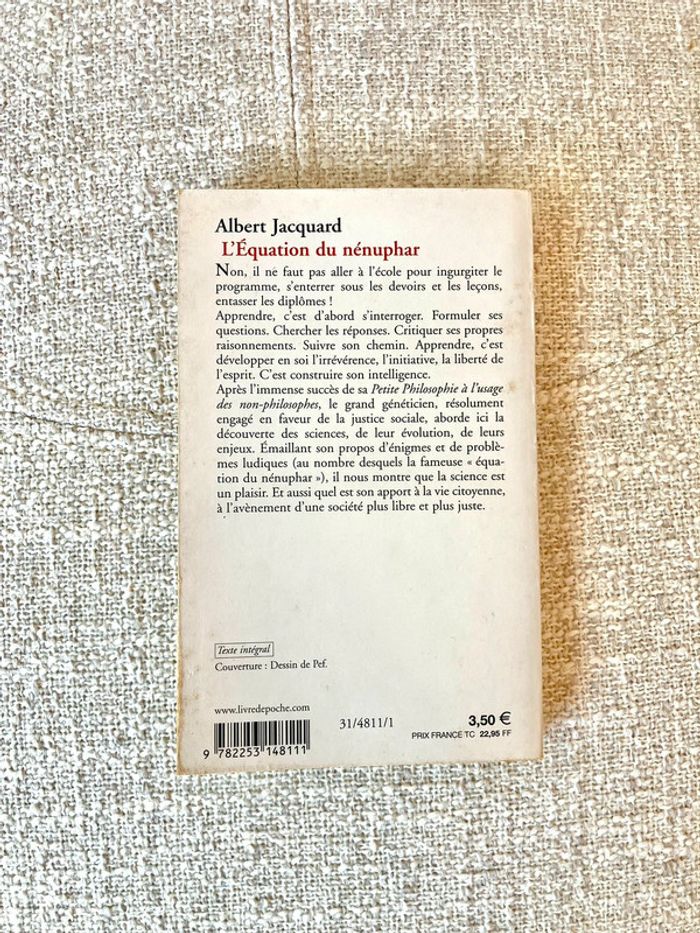 Albert Jacquard
L'Équation du nénuphar
Non, il ne faut pas aller à l'école pour ingurgiter le
programme, s'enterrer sous les devoirs et les leçons,
entasser les diplômes !
Apprendre, c'est d'abord s'interroger. Formuler ses
questions. Chercher les réponses. Critiquer ses propres
raisonnements. Suivre son chemin. Apprendre, c'est
développer en soi l'irrévérence, l'initiative, la liberté de
l'esprit. C'est construire son intelligence.
Après l'immense succès de sa Petite Philosophie à l'usage
des non-philosophes, le grand généticien, résolument
engagé en faveur de la justice sociale, aborde ici la
découverte des sciences, de leur évolution, de leurs
enjeux. Émaillant son propos d'énigmes et de problè-
mes ludiques (au nombre desquels la fameuse « équa-
tion du nénuphar »), il nous montre que la science est
un plaisir. Et aussi quel est son apport à la vie citoyenne,
à l'avènement d'une société plus libre et plus juste.
Texte intégral
Couverture : Dessin de Pef.
www.livredepoche.com
31/4811/1
3,50 €
PRIX FRANCE TC 22,95 FF
9 782253 148111